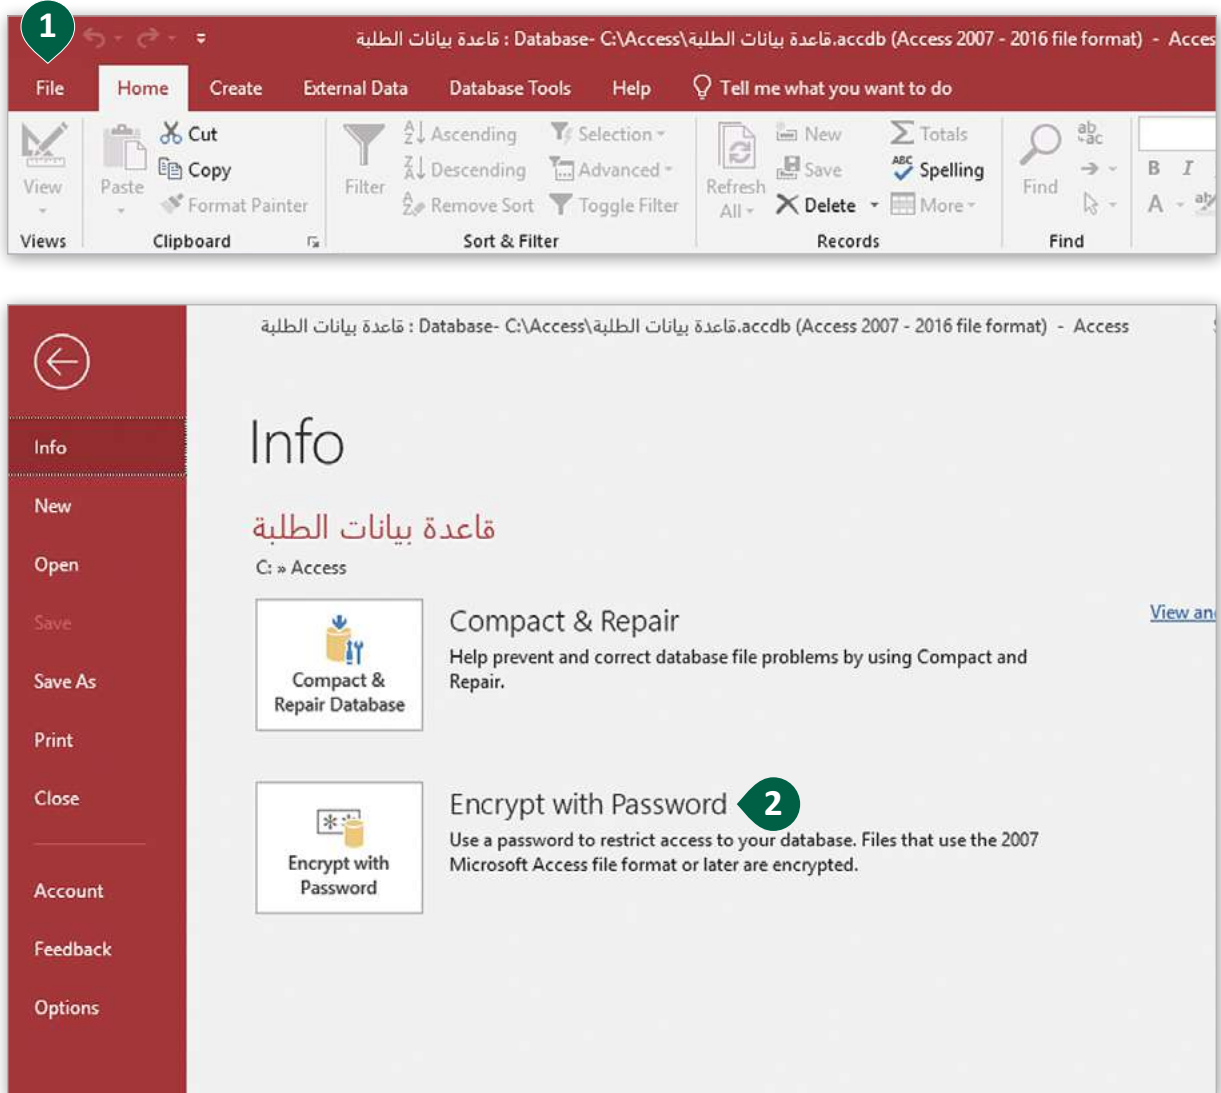 1
قاعدة بيانات الطلبة : Database- C:\Access\قاعدة بيانات الطلبة.accdb (Access 2007 - 2016 file format) - Acces
File Home Create External Data Database Tools Help Tell me what you want to do
View
Views
Paste
Cut
Copy
Format Painter
Clipboard
Filter
Ascending
Descending
Remove Sort
Selection
Advanced
Toggle Filter
Sort & Filter
Refresh
All
New
Save
Delete
Totals
Spelling
More
Records
Find
Find
B I
A
قاعدة بيانات الطلبة : Database- C:\Access\قاعدة بيانات الطلبة.accdb (Access 2007 - 2016 file format) - Access
Info
New
Open
Save
Save As
Print
Close
Account
Feedback
Options
Info
قاعدة بيانات الطلبة
C: » Access
Compact &
Repair Database
Compact & Repair
Help prevent and correct database file problems by using Compact and
Repair.
View an
Encrypt with
Password
Encrypt with Password 2
Use a password to restrict access to your database. Files that use the 2007
Microsoft Access file format or later are encrypted.